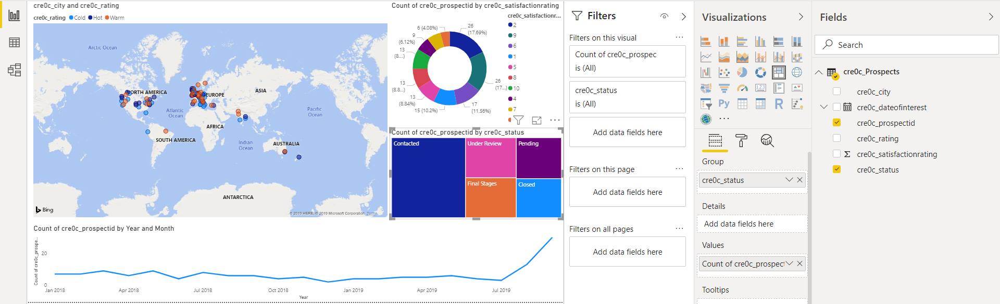 cre0c_city and cre0c_rating
cre0c_rating Cold Hot Warm
Arctic Ocean
NORTH AMERICA
EUROPE
ASIA
Atlantic
Ocean
Pacific
Ocean
AFRICA
SOUTH AMERICA
Indian
Ocean
AUSTRALIA
ANTARCTICA
Bing
© 2019 HERE, © 2019 Microsoft Corporation Terms
Count of cre0c_prospectid by cre0c_satisfactionrating
cre0c_satisfactionr...
2
9
6
1
5
8
10
4
7
6 (4.08%)
26
(17.69%)
9
(6.12%)
13
(8....)
13
(8.8...)
13
(8.84%)
15 (10.2%)
17
(11.56%)
26
(17...)
Count of cre0c_prospectid by cre0c_status
Contacted
Under Review
Pending
Final Stages
Closed
Count of cre0c_prospectid by Year and Month
Count of cre0c_prospe...
20
0
Jan 2018
Apr 2018
Jul 2018
Oct 2018
Jan 2019
Apr 2019
Jul 2019
Year
Filters
Filters on this visual
...
Count of cre0c_prospec
is (All)
cre0c_status
is (All)
Add data fields here
Filters on this page
...
Add data fields here
Filters on all pages
...
Add data fields here
Visualizations
123
Py
R
...
Group
cre0c_status
Details
Add data fields here
Values
Count of cre0c_prospect
Tooltips
Fields
Search
cre0c_Prospects
cre0c_city
cre0c_dateofinterest
cre0c_prospectid
cre0c_rating
Σ cre0c_satisfactionrating
cre0c_status